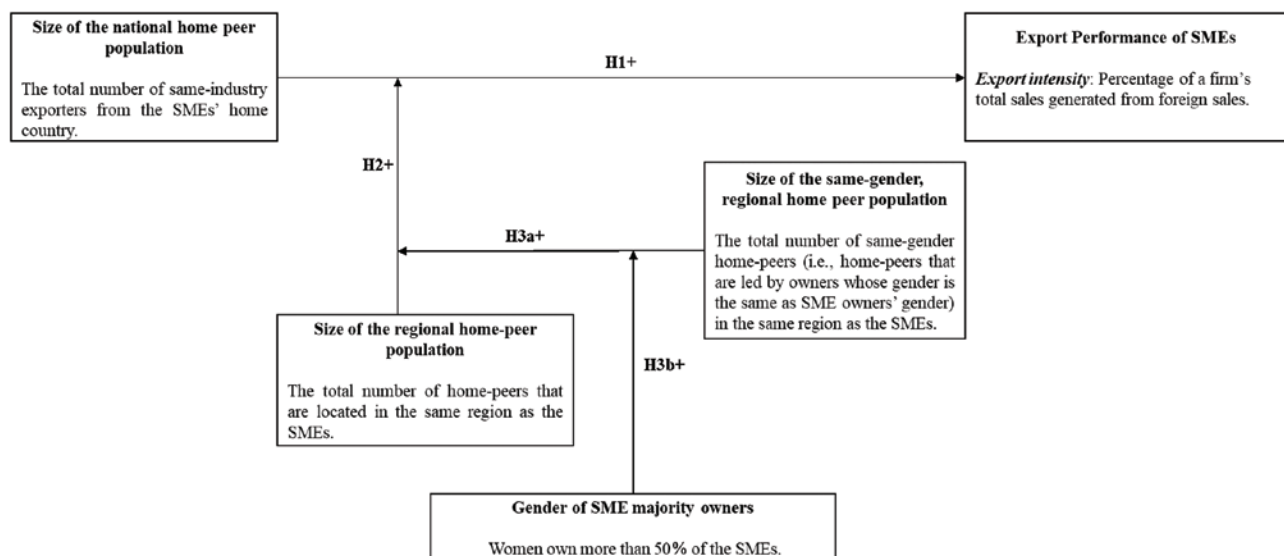 Size of the national home peer
population
The total number of same-industry
exporters from the SMEs' home
country.
H1+
Export Performance of SMEs
Export intensity: Percentage of a firm's
total sales generated from foreign sales.
H2+
Size of the same-gender,
regional home peer population
The total number of same-gender
home-peers (i.e., home-peers that
are led by owners whose gender is
the same as SME owners' gender)
in the same region as the SMEs.
H3a+
Size of the regional home-peer
population
The total number of home-peers that
are located in the same region as the
SMEs.
H3b+
Gender of SME majority owners
Women own more than 50% of the SMEs.